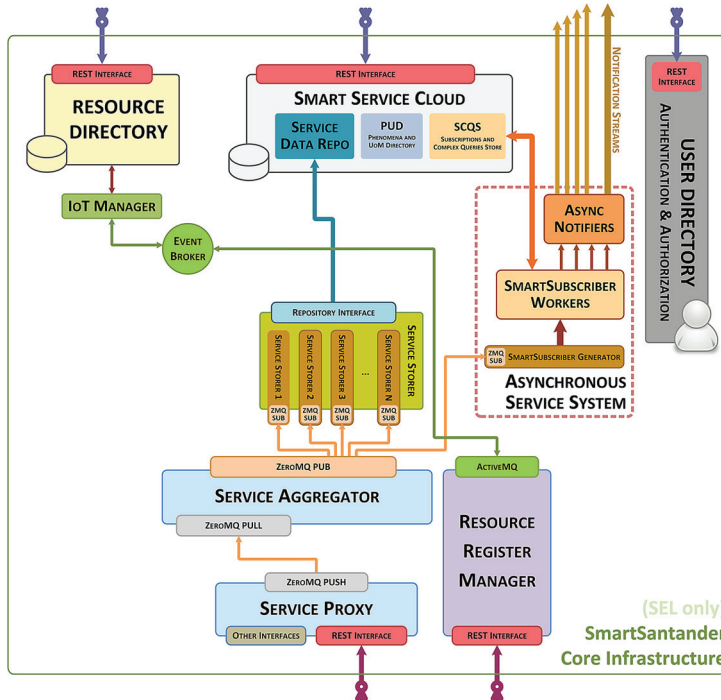 REST INTERFACE
RESOURCE
DIRECTORY
REST INTERFACE
SMART SERVICE CLOUD
SERVICE
DATA REPO
PUD
PHENOMENA AND
UOM DIRECTORY
SCQS
SUBSCRIPTIONS AND
COMPLEX QUERIES STORE
NOTIFICATION STREAMS
REST
INTERFACE
USER DIRECTORY
AUTHENTICATION & AUTHORIZATION
IOT MANAGER
EVENT
BROKER
ASYNC
NOTIFIERS
SMARTSUBSCRIBER
WORKERS
ZMQ
SUB
SMARTSUBSCRIBER GENERATOR
ASYNCHRONOUS
SERVICE SYSTEM
REPOSITORY INTERFACE
SERVICE STORER 1
SERVICE STORER 2
SERVICE STORER 3
...
SERVICE STORER N
SERVICE STORER
ZMQ
SUB
ZMQ
SUB
ZMQ
SUB
ZMQ
SUB
ZEROMQ PUB
SERVICE AGGREGATOR
ZEROMQ PULL
ACTIVEMQ
RESOURCE
REGISTER
MANAGER
ZEROMQ PUSH
SERVICE PROXY
OTHER INTERFACES
REST INTERFACE
REST INTERFACE
(SEL only)
SmartSantander
Core Infrastructure